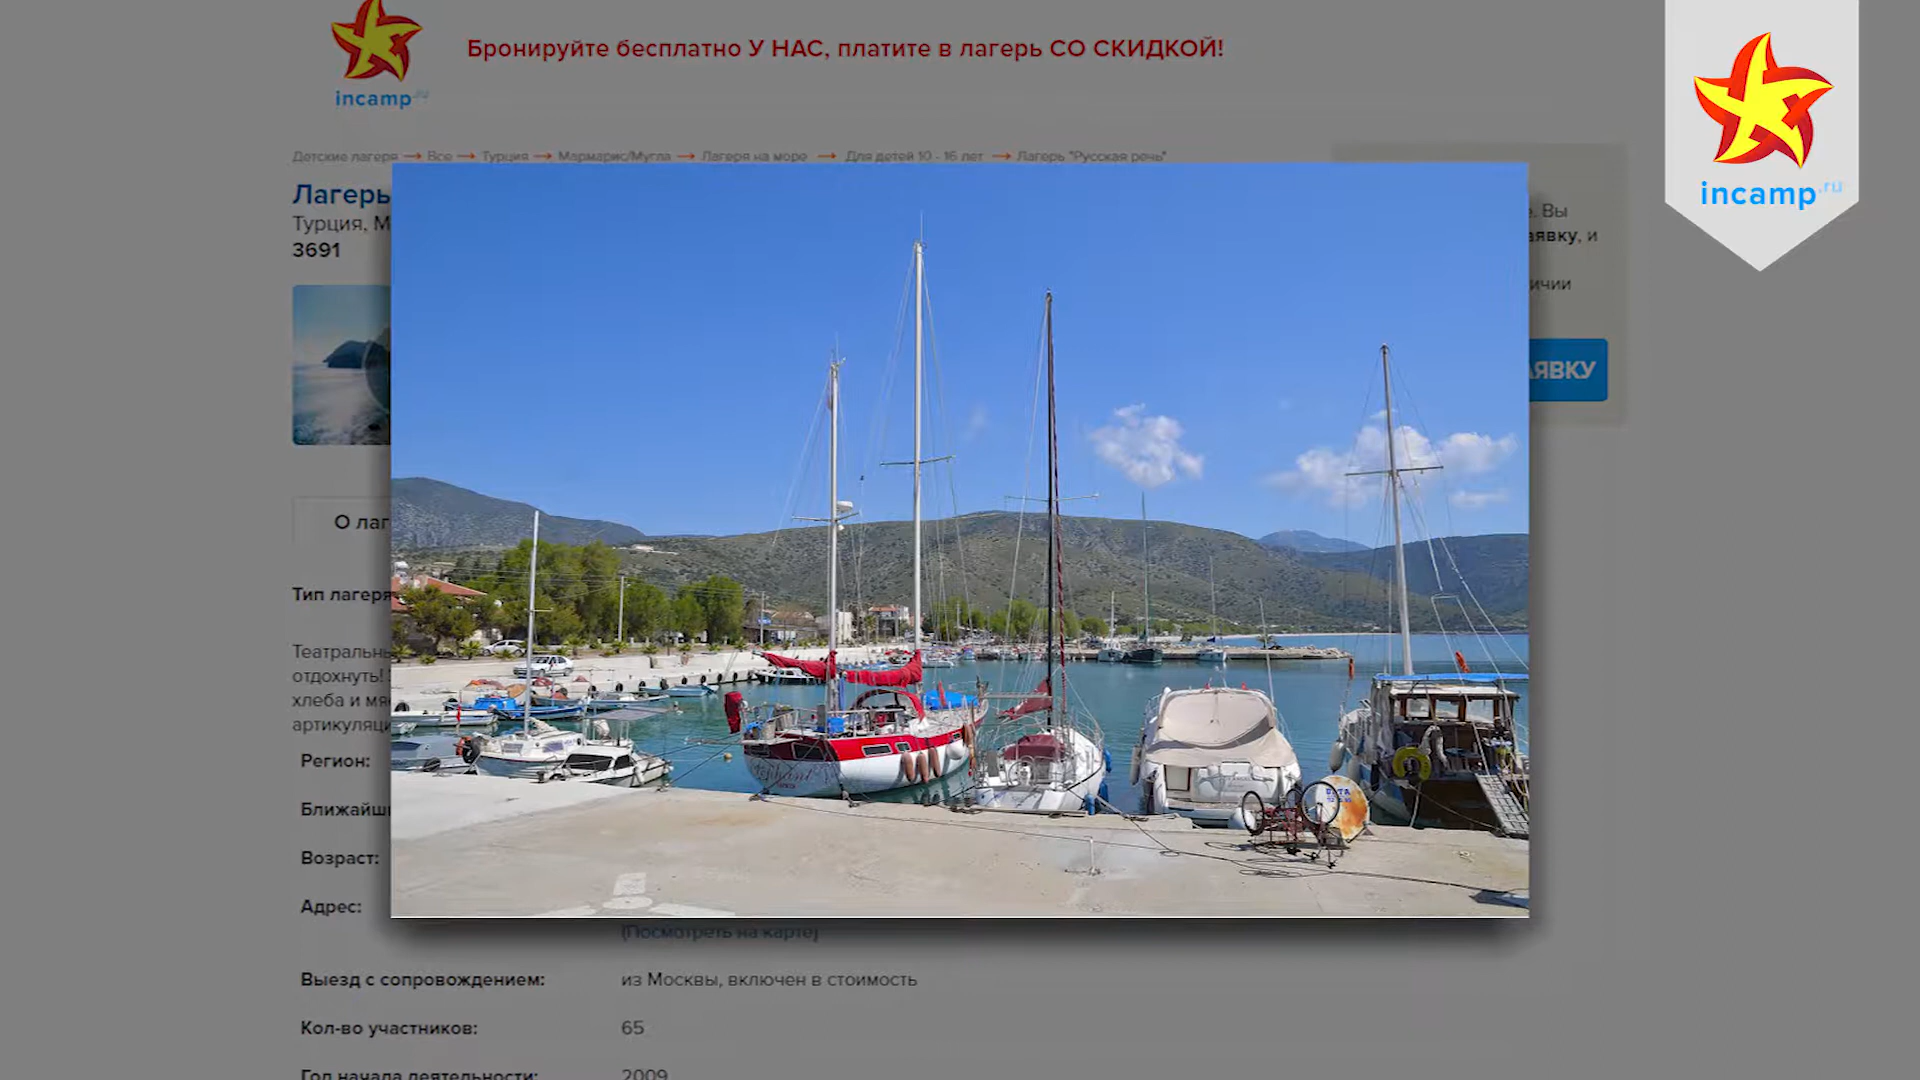 Бронируйте бесплатно У НАС, платите в лагерь СО СКИДКОЙ!
incamp.ru
incamp.ru
Детские лагеря → Все → Турция → Мармарис/Мугла → Лагеря на море → Для детей 10 - 16 лет → Лагерь "Русская речь"
Лагерь
Турция, М
3691
Вы
аявку, и
ичии
АЯВКУ
О лаг
Тип лагеря
Театральны
отдохнуть!
хлеба и мя
артикуляци
Регион:
Ближайши
Возраст:
Адрес:
(Посмотреть на карте)
Выезд с сопровождением: из Москвы, включен в стоимость
Кол-во участников: 65
Год начала деятельности: 2009